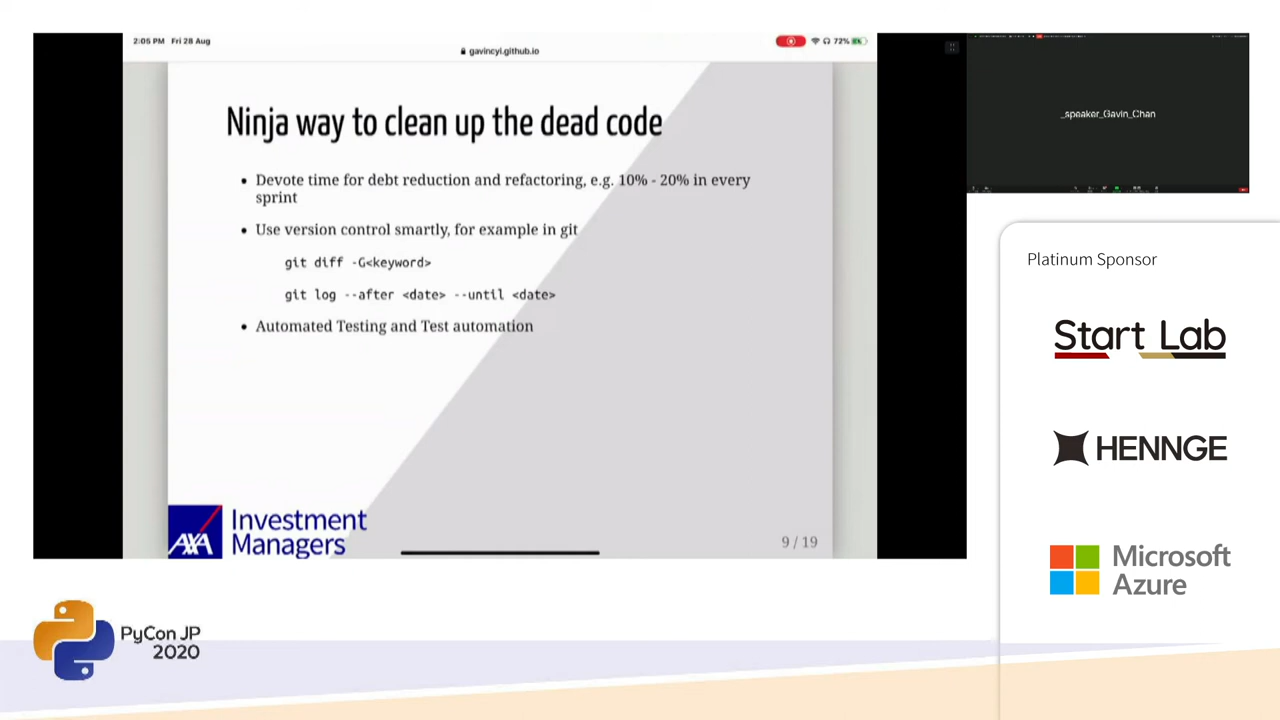 2:05 PM Fri 28 Aug
gavincyi.github.io
72%
Ninja way to clean up the dead code
• Devote time for debt reduction and refactoring, e.g. 10% - 20% in every
sprint
• Use version control smartly, for example in git
git diff -G<keyword>
git log --after <date> --until <date>
• Automated Testing and Test automation
AXA
Investment
Managers
9 / 19
_speaker_Gavin_Chan
Platinum Sponsor
Start Lab
HENNGE
Microsoft
Azure
PyCon JP
2020